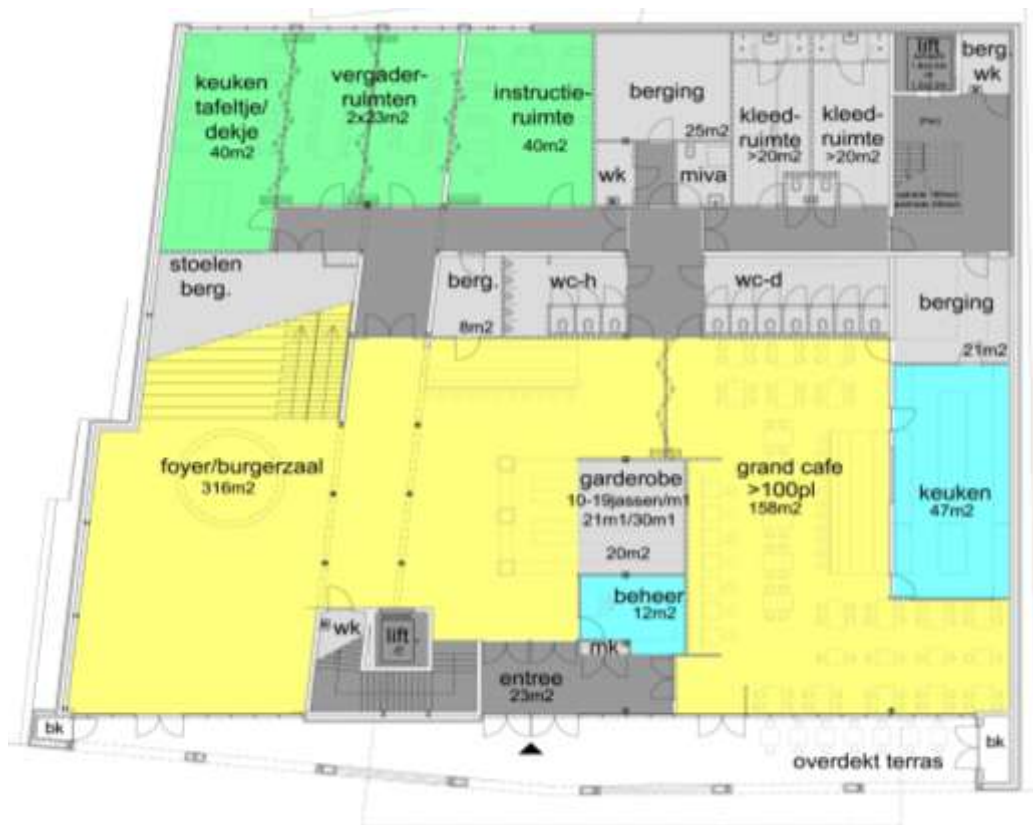 keuken
tafeltje/
dekje
40m2
vergader-
ruimten
2x23m2
instructie-
ruimte
40m2
berging
25m2
kleed-
ruimte
>20m2
kleed-
ruimte
>20m2
lift
berg.
wk
wk
miva
stoelen
berg.
berg.
8m2
wc-h
wc-d
berging
21m2
foyer/burgerzaal
316m2
garderobe
10-19jassen/m1
21m1/30m1
20m2
grand cafe
>100pl
158m2
keuken
47m2
beheer
12m2
mk
wk
lift
entree
23m2
bk
overdekt terras
bk